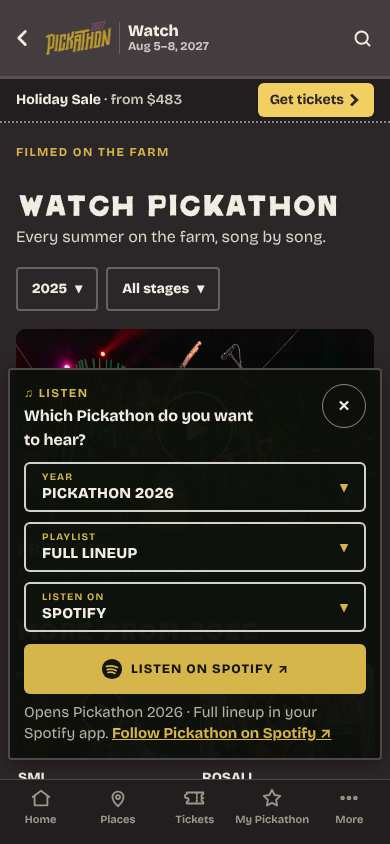 PICKATHON
Watch
Aug 5–8, 2027
Holiday Sale · from $483
Get tickets
FILMED ON THE FARM
WATCH PICKATHON
Every summer on the farm, song by song.
2025 ▾
All stages ▾
♫ LISTEN
Which Pickathon do you want
to hear?
YEAR
PICKATHON 2026
PLAYLIST
FULL LINEUP
LISTEN ON
SPOTIFY
LISTEN ON SPOTIFY ↗
Opens Pickathon 2026 · Full lineup in your
Spotify app. Follow Pickathon on Spotify ↗
Home
Places
Tickets
My Pickathon
More